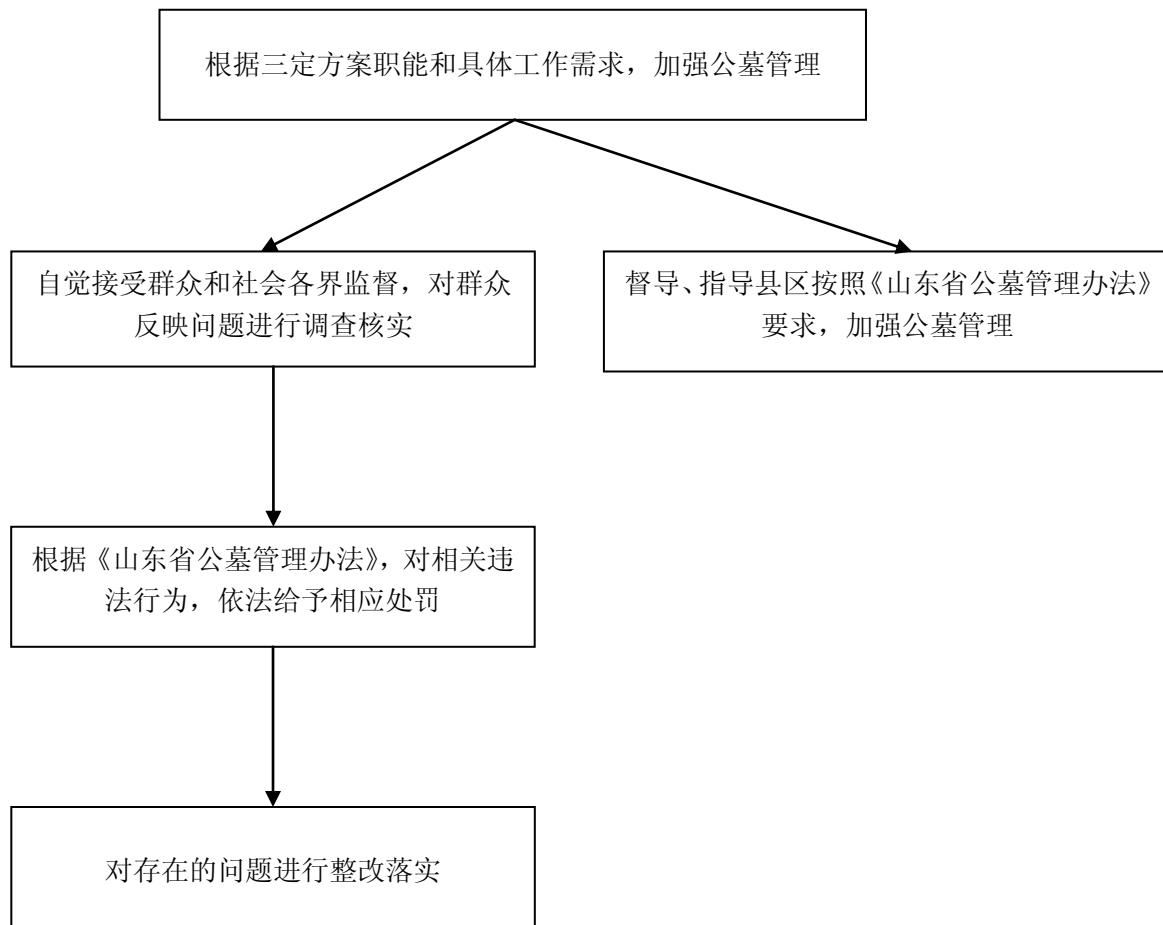 根据三定方案职能和具体工作需求，加强公墓管理
自觉接受群众和社会各界监督，对群众
反映问题进行调查核实
督导、指导县区按照《山东省公墓管理办法》
要求，加强公墓管理
根据《山东省公墓管理办法》，对相关违
法行为，依法给予相应处罚
对存在的问题进行整改落实